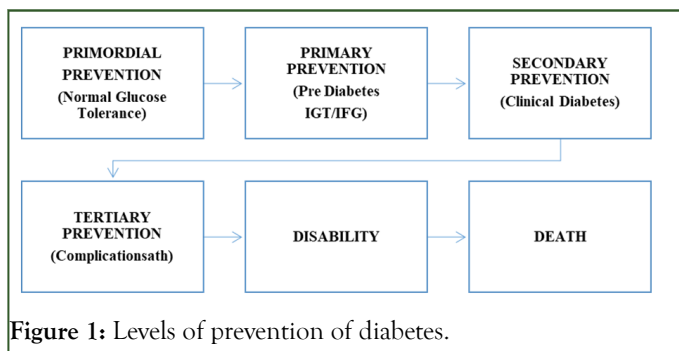 PRIMORDIAL
PREVENTION
(Normal Glucose
Tolerance)
PRIMARY
PREVENTION
(Pre Diabetes
IGT/IFG)
SECONDARY
PREVENTION
(Clinical Diabetes)
TERTIARY
PREVENTION
(Complicationsath)
DISABILITY
DEATH
Figure 1: Levels of prevention of diabetes.